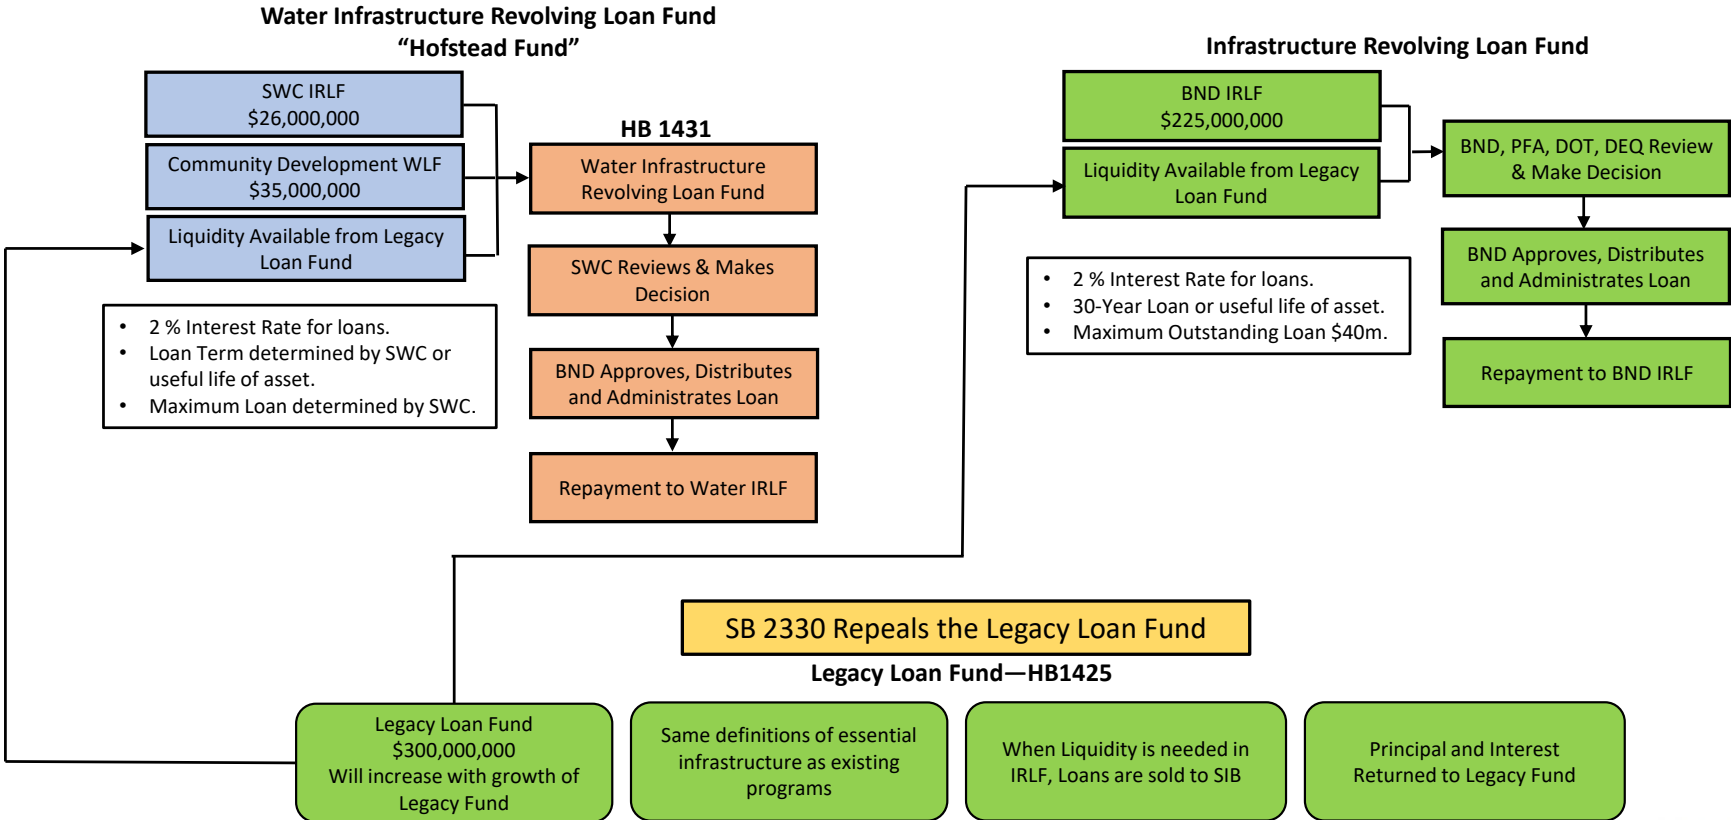 Water Infrastructure Revolving Loan Fund
“Hofstead Fund”
SWC IRLF
$26,000,000
Community Development WLF
$35,000,000
Liquidity Available from Legacy
Loan Fund
HB 1431
Water Infrastructure
Revolving Loan Fund
SWC Reviews & Makes
Decision
BND Approves, Distributes
and Administrates Loan
Repayment to Water IRLF
• 2 % Interest Rate for loans.
• Loan Term determined by SWC or
useful life of asset.
• Maximum Loan determined by SWC.
Infrastructure Revolving Loan Fund
BND IRLF
$225,000,000
Liquidity Available from Legacy
Loan Fund
BND, PFA, DOT, DEQ Review
& Make Decision
BND Approves, Distributes
and Administrates Loan
Repayment to BND IRLF
• 2 % Interest Rate for loans.
• 30-Year Loan or useful life of asset.
• Maximum Outstanding Loan $40m.
SB 2330 Repeals the Legacy Loan Fund
Legacy Loan Fund—HB1425
Legacy Loan Fund
$300,000,000
Will increase with growth of
Legacy Fund
Same definitions of essential
infrastructure as existing
programs
When Liquidity is needed in
IRLF, Loans are sold to SIB
Principal and Interest
Returned to Legacy Fund